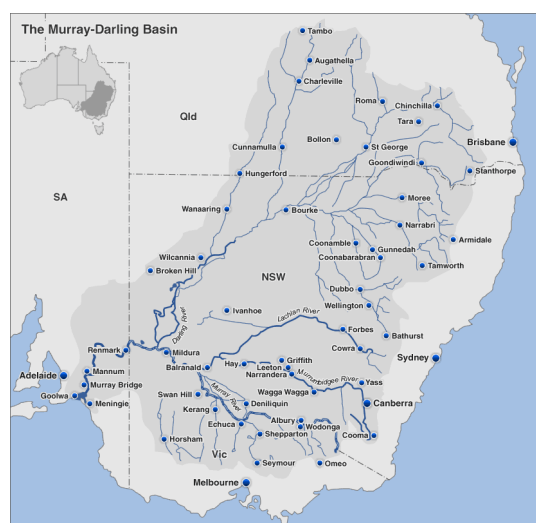 The Murray-Darling Basin
Tambo
Augathella
Charleville
Roma
Chinchilla
Tara
Qld
Bollon
Brisbane
Cunnamulla
St George
Goondiwindi
Stanthorpe
Hungerford
SA
Moree
Wanaaring
Bourke
Narrabri
Coonamble
Gunnedah
Armidale
Wilcannia
Coonabarabran
Tamworth
Broken Hill
NSW
Dubbo
Wellington
Ivanhoe
Darling River
Lachlan River
Forbes
Bathurst
Renmark
Mildura
Cowra
Sydney
Griffith
Hay
Leeton
Balranald
Narrandera
Murrumbidgee River
Mannum
Adelaide
Yass
Murray Bridge
Wagga Wagga
Goolwa
Swan Hill
Murray River
Deniliquin
Canberra
Meningie
Kerang
Albury
Echuca
Wodonga
Shepparton
Cooma
Horsham
Vic
Seymour
Omeo
Melbourne